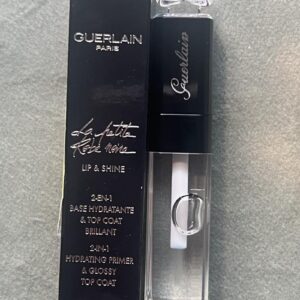 GUERLAIN
PARIS
La petite
Robe noire
LIP & SHINE
2-EN-1
BASE HYDRATANTE
& TOP COAT
BRILLANT
2-IN-1
HYDRATING PRIMER
& GLOSSY
TOP COAT
Guerlain